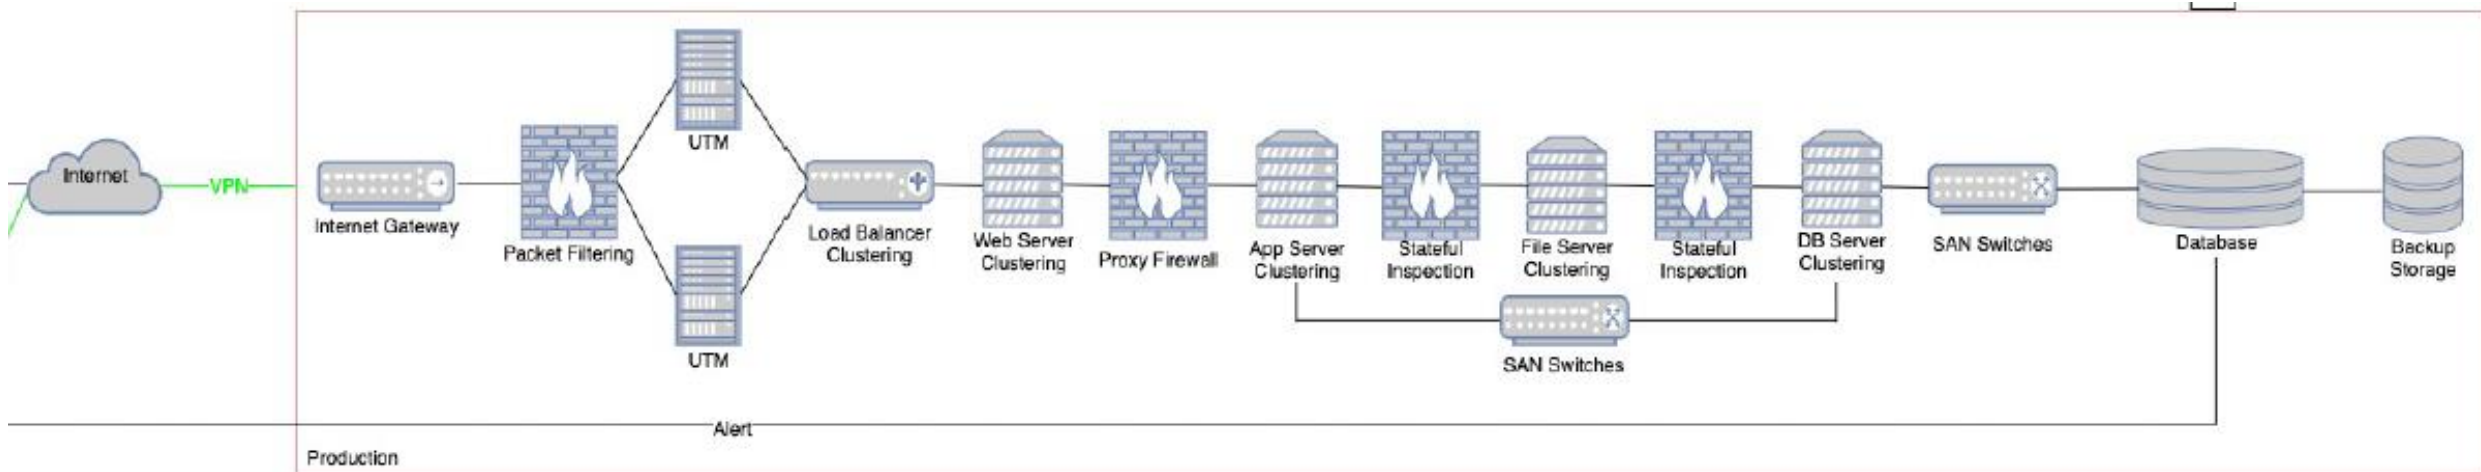 Internet
VPN
Internet Gateway
Packet Filtering
UTM
UTM
Load Balancer
Clustering
Web Server
Clustering
Proxy Firewall
App Server
Clustering
Stateful
Inspection
File Server
Clustering
Stateful
Inspection
DB Server
Clustering
SAN Switches
SAN Switches
Database
Backup
Storage
Alert
Production